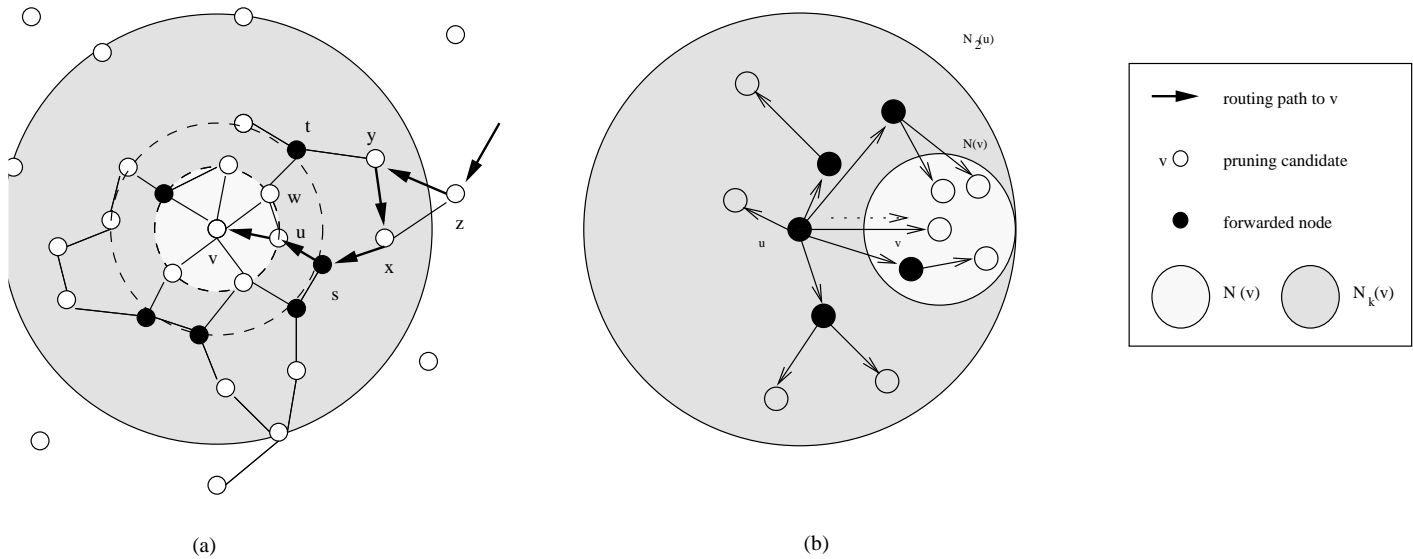 t
y
w
z
u
v
x
s
(a)
N₂(u)
N(v)
u
v
(b)
routing path to v
v pruning candidate
forwarded node
N (v)
Nₖ(v)